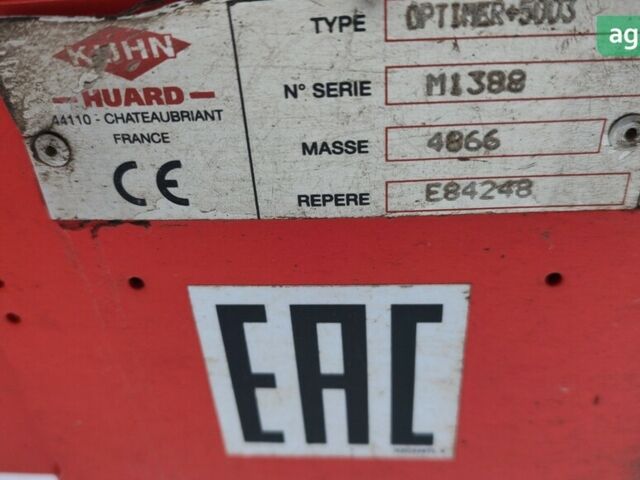 KUHN
HUARD
44110 - CHATEAUBRIANT
FRANCE
CE
TYPE OPTIMER+5003
N° SERIE M1388
MASSE 4866
REPERE E84248
EAC
ag